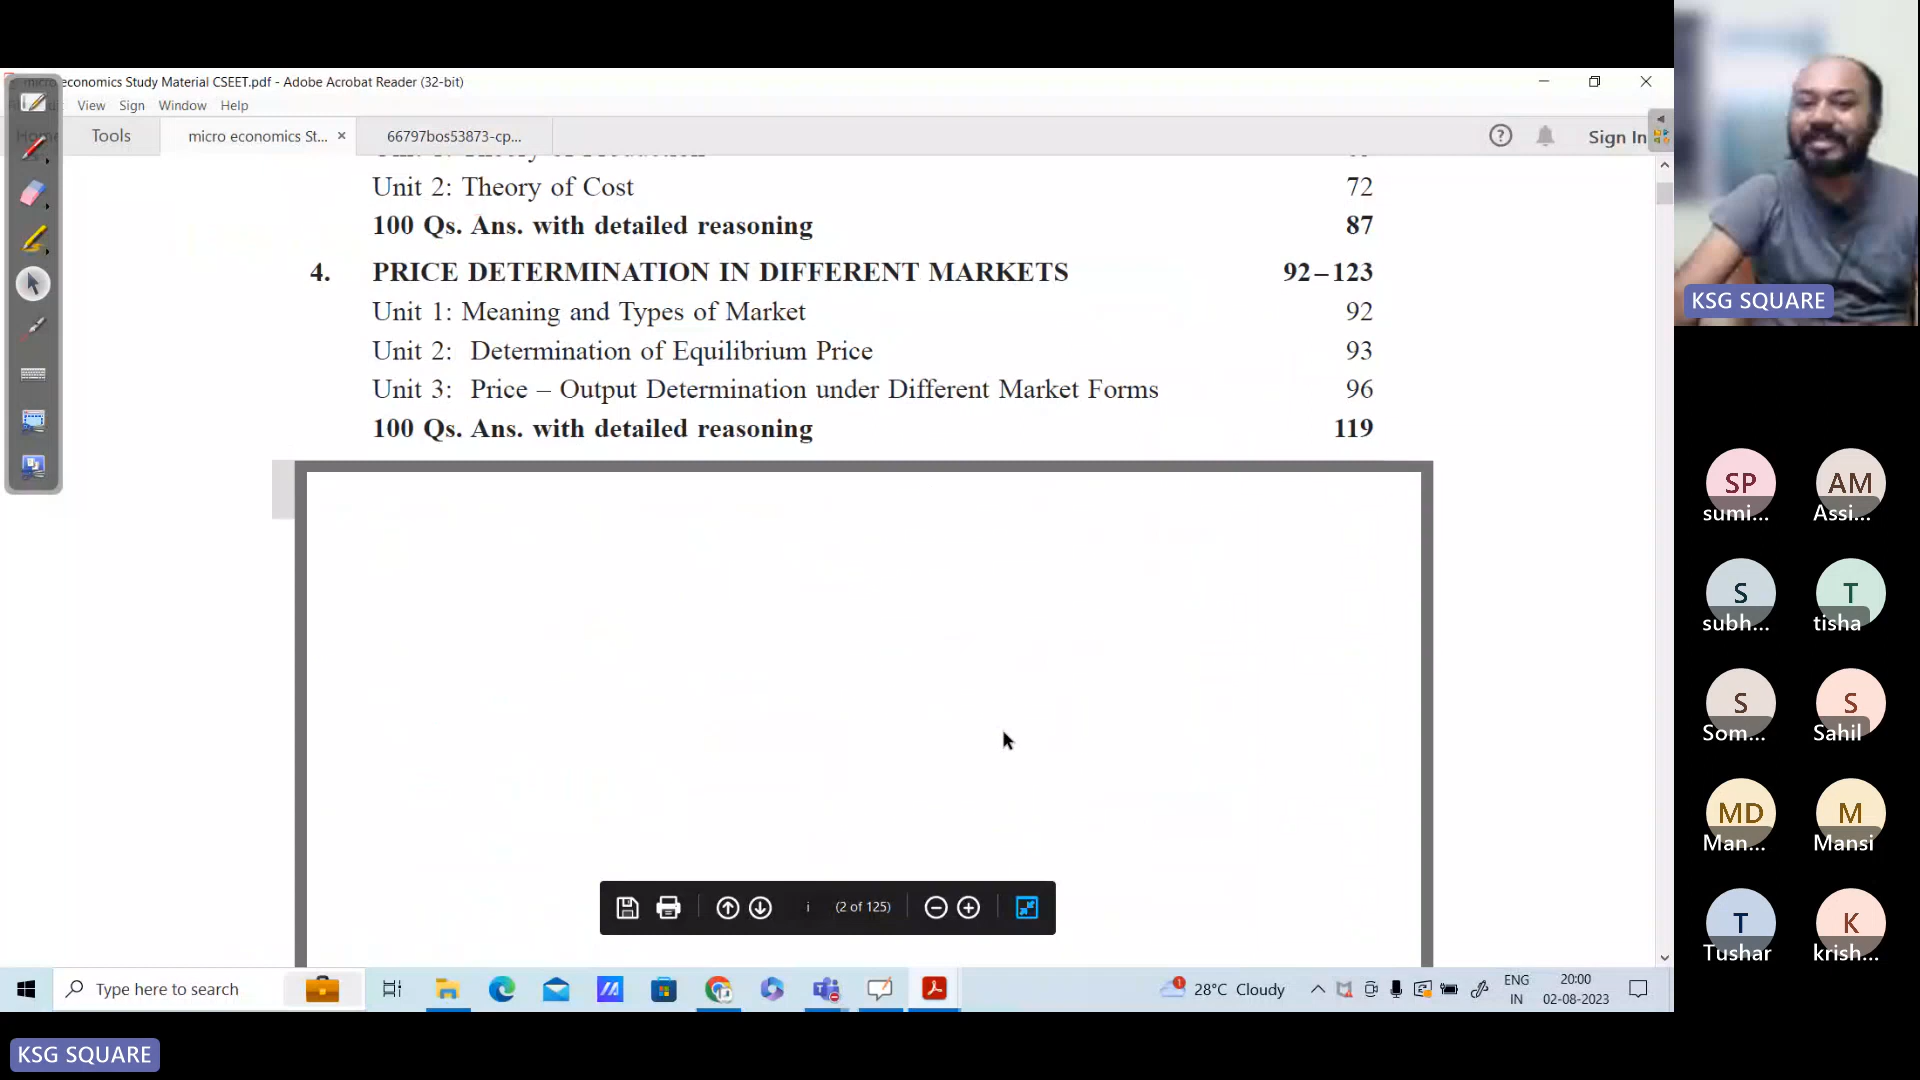 micro economics Study Material CSEET.pdf - Adobe Acrobat Reader (32-bit)
View Sign Window Help
Home Tools micro economics St... × 66797bos53873-cp... Sign In
Unit 2: Theory of Cost 72
100 Qs. Ans. with detailed reasoning 87
4. PRICE DETERMINATION IN DIFFERENT MARKETS 92–123
Unit 1: Meaning and Types of Market 92
Unit 2: Determination of Equilibrium Price 93
Unit 3: Price – Output Determination under Different Market Forms 96
100 Qs. Ans. with detailed reasoning 119
i (2 of 125)
Type here to search
28°C Cloudy
ENG
IN
20:00
02-08-2023
KSG SQUARE
KSG SQUARE
SP AM
sumi... Assi...
S T
subh... tisha
S S
Som... Sahil
MD M
Man... Mansi
T K
Tushar krish...